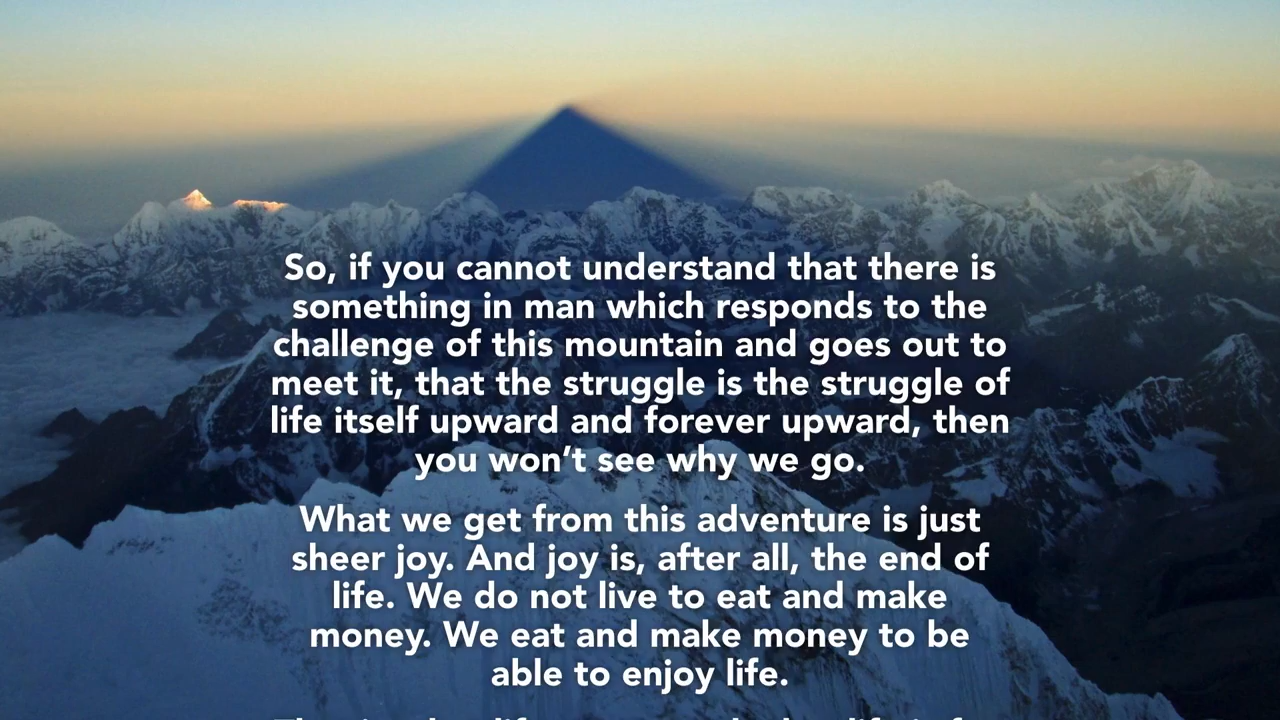 So, if you cannot understand that there is
something in man which responds to the
challenge of this mountain and goes out to
meet it, that the struggle is the struggle of
life itself upward and forever upward, then
you won’t see why we go.
What we get from this adventure is just
sheer joy. And joy is, after all, the end of
life. We do not live to eat and make
money. We eat and make money to be
able to enjoy life.